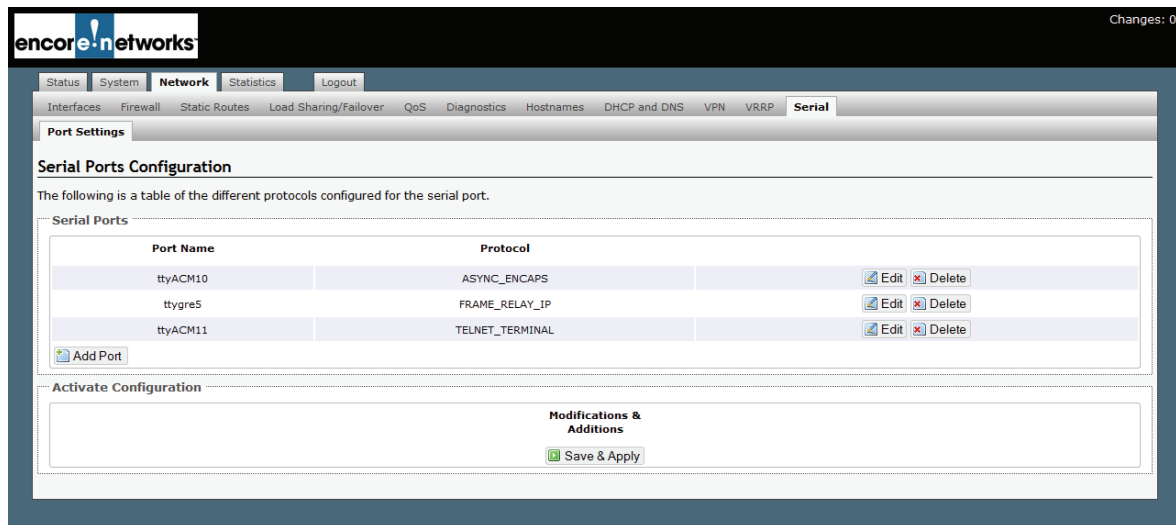 Changes: 0
encore!networks
Status System Network Statistics Logout
Interfaces Firewall Static Routes Load Sharing/Failover QoS Diagnostics Hostnames DHCP and DNS VPN VRRP Serial
Port Settings
Serial Ports Configuration
The following is a table of the different protocols configured for the serial port.
Serial Ports
Port Name Protocol
ttyACM10 ASYNC_ENCAPS Edit Delete
ttygre5 FRAME_RELAY_IP Edit Delete
ttyACM11 TELNET_TERMINAL Edit Delete
Add Port
Activate Configuration
Modifications &
Additions
Save & Apply